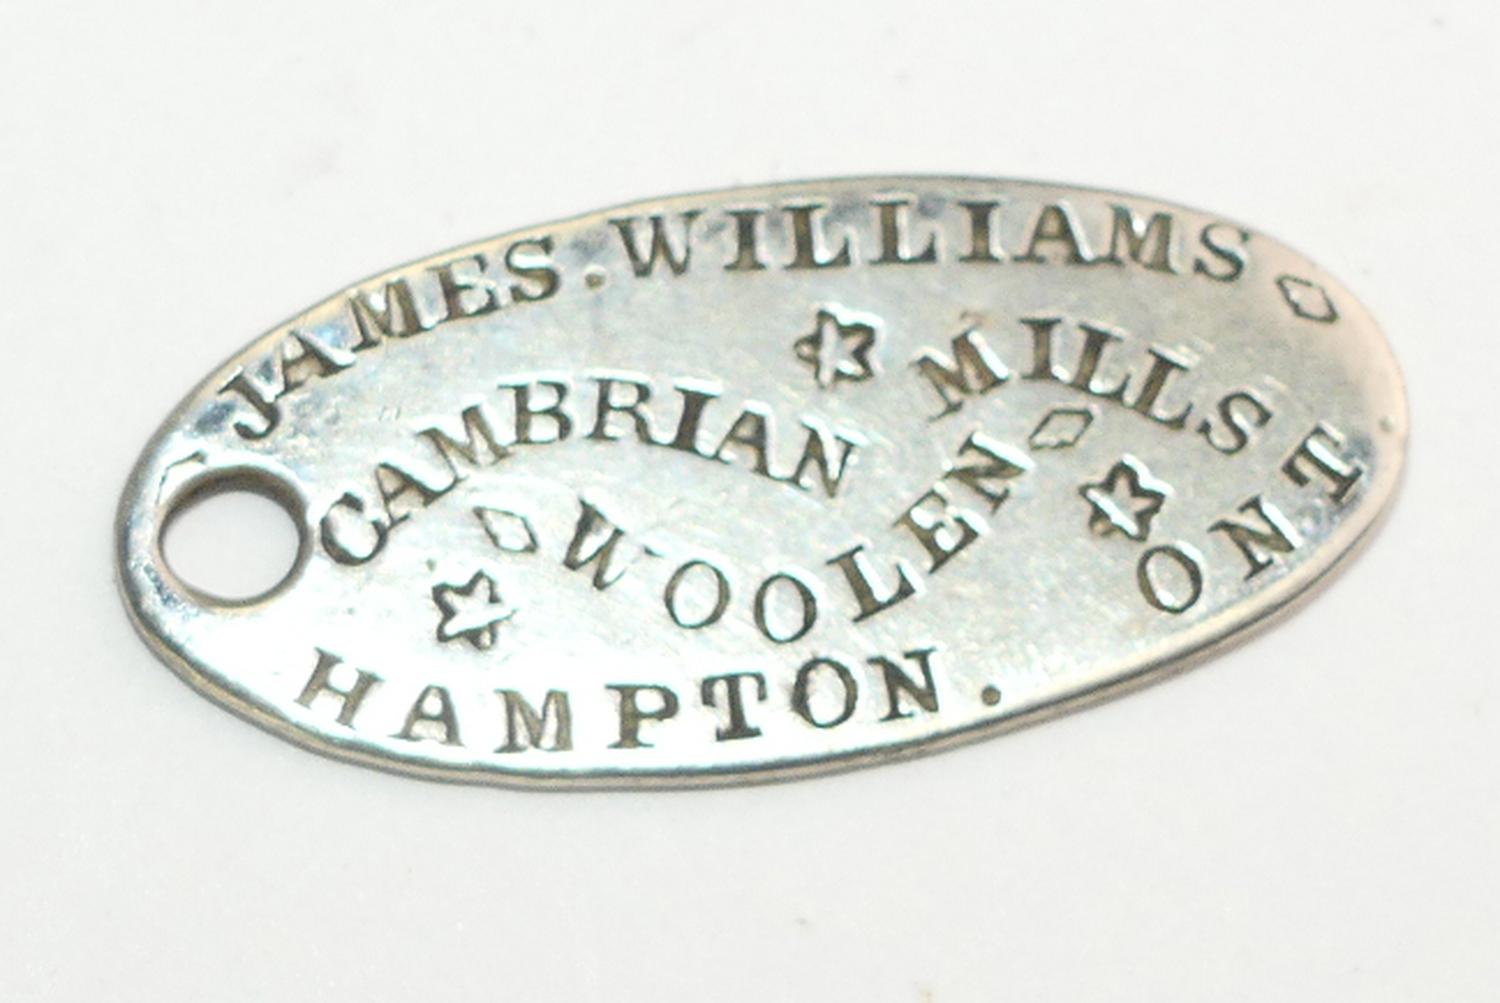 JAMES. WILLIAMS
CAMBRIAN
WOOLEN
MILLS
HAMPTON.
ONT.